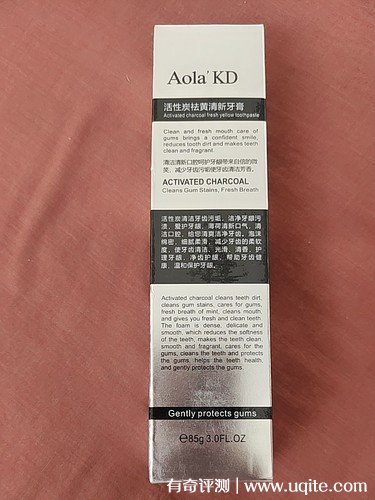 Aola' KD
活性炭祛黄清新牙膏
Activated charcoal fresh yellow toothpaste
Clean and fresh mouth care of
gums brings a confident smile,
reduces tooth dirt and makes teeth
clean and fragrant.
清洁清新口腔呵护牙龈带来自信的微
笑，减少牙齿污垢使牙齿清洁芳香。
ACTIVATED CHARCOAL
Cleans Gum Stains, Fresh Breath
活性炭清洁牙齿污垢，洁净牙龈污
渍，爱护牙龈，薄荷清新口气，清
洁口腔，给您清爽洁净牙齿。泡沫
绵密，细腻柔滑，减少牙齿的柔软
度，使牙齿清洁，光滑，清香，护
理牙龈，净齿护龈，帮助牙齿健
康，温和保护牙龈。
Activated charcoal cleans teeth dirt,
cleans gum stains, cares for gums,
fresh breath of mint, cleans mouth,
and gives you fresh and clean teeth.
The foam is dense, delicate and
smooth, which reduces the softness
of the teeth, makes the teeth clean,
smooth and fragrant, cares for the
gums, cleans the teeth and protects
the gums, helps the teeth health,
and gently protects the gums.
Gently protects gums
℮85g 3.0FL.OZ
有奇评测 | www.uqite.com